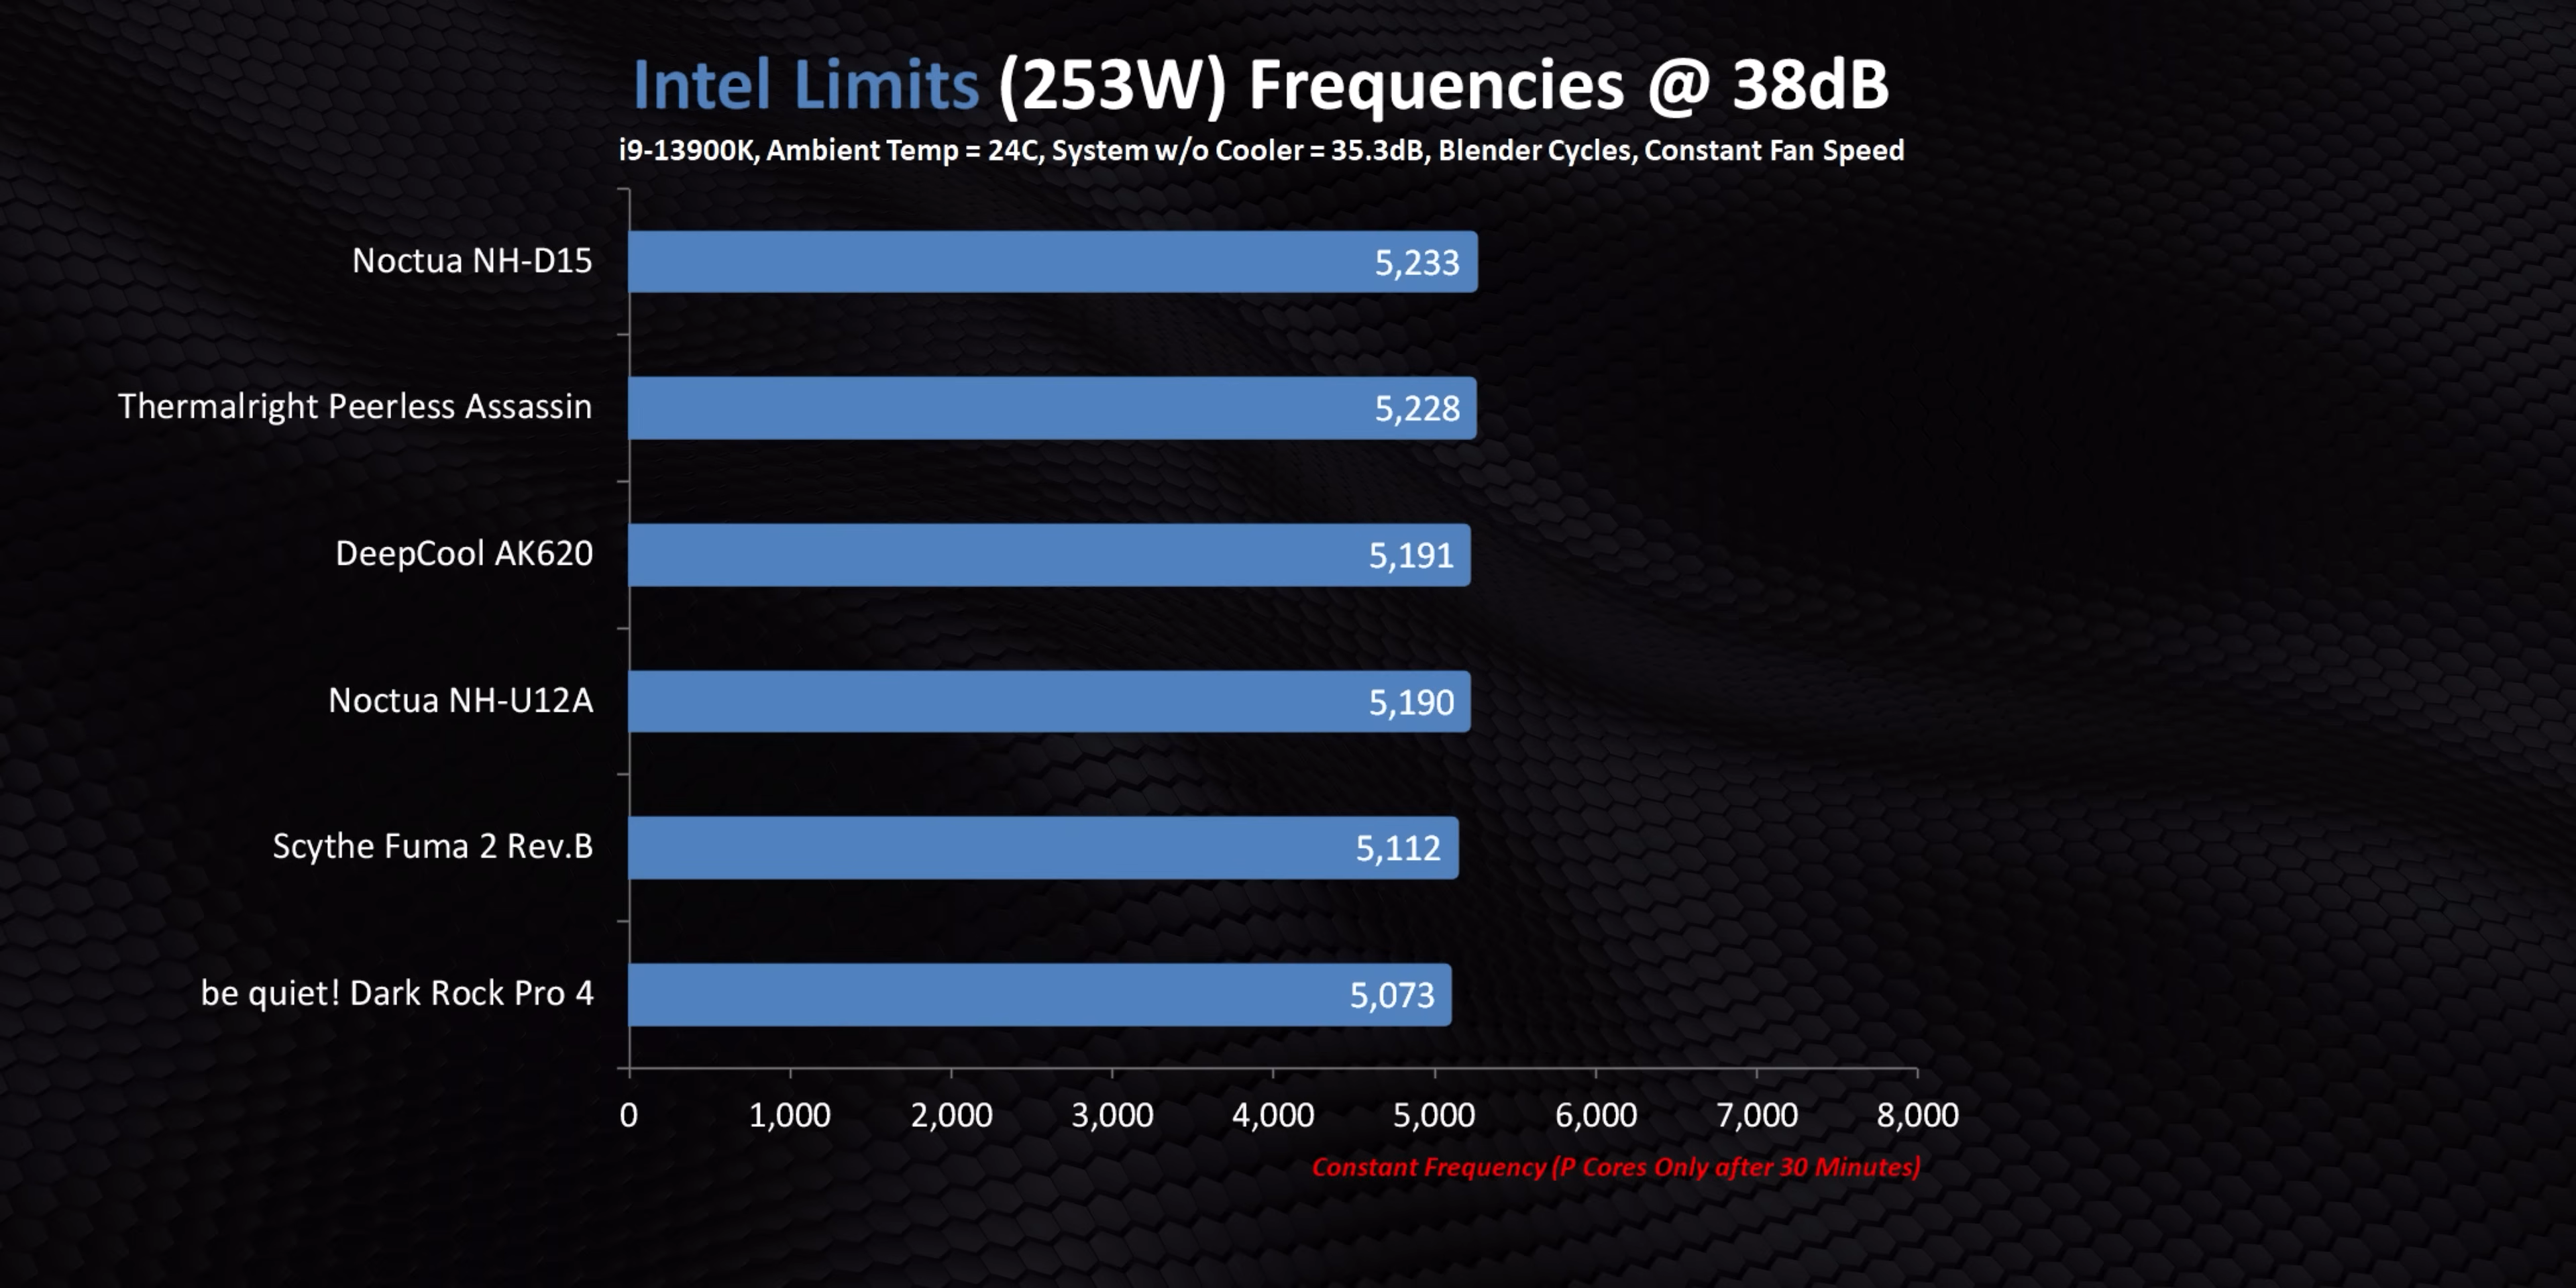 Intel Limits (253W) Frequencies @ 38dB
i9-13900K, Ambient Temp = 24C, System w/o Cooler = 35.3dB, Blender Cycles, Constant Fan Speed
Noctua NH-D15 5,233
Thermalright Peerless Assassin 5,228
DeepCool AK620 5,191
Noctua NH-U12A 5,190
Scythe Fuma 2 Rev.B 5,112
be quiet! Dark Rock Pro 4 5,073
0 1,000 2,000 3,000 4,000 5,000 6,000 7,000 8,000
Constant Frequency (P Cores Only after 30 Minutes)